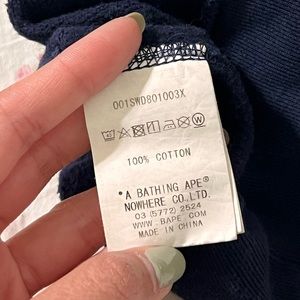 001SWD801003X
100% COTTON
"A BATHING APE"
NOWHERE CO.,LTD.
03 (5772) 2524
WWW.BAPE.COM
MADE IN CHINA